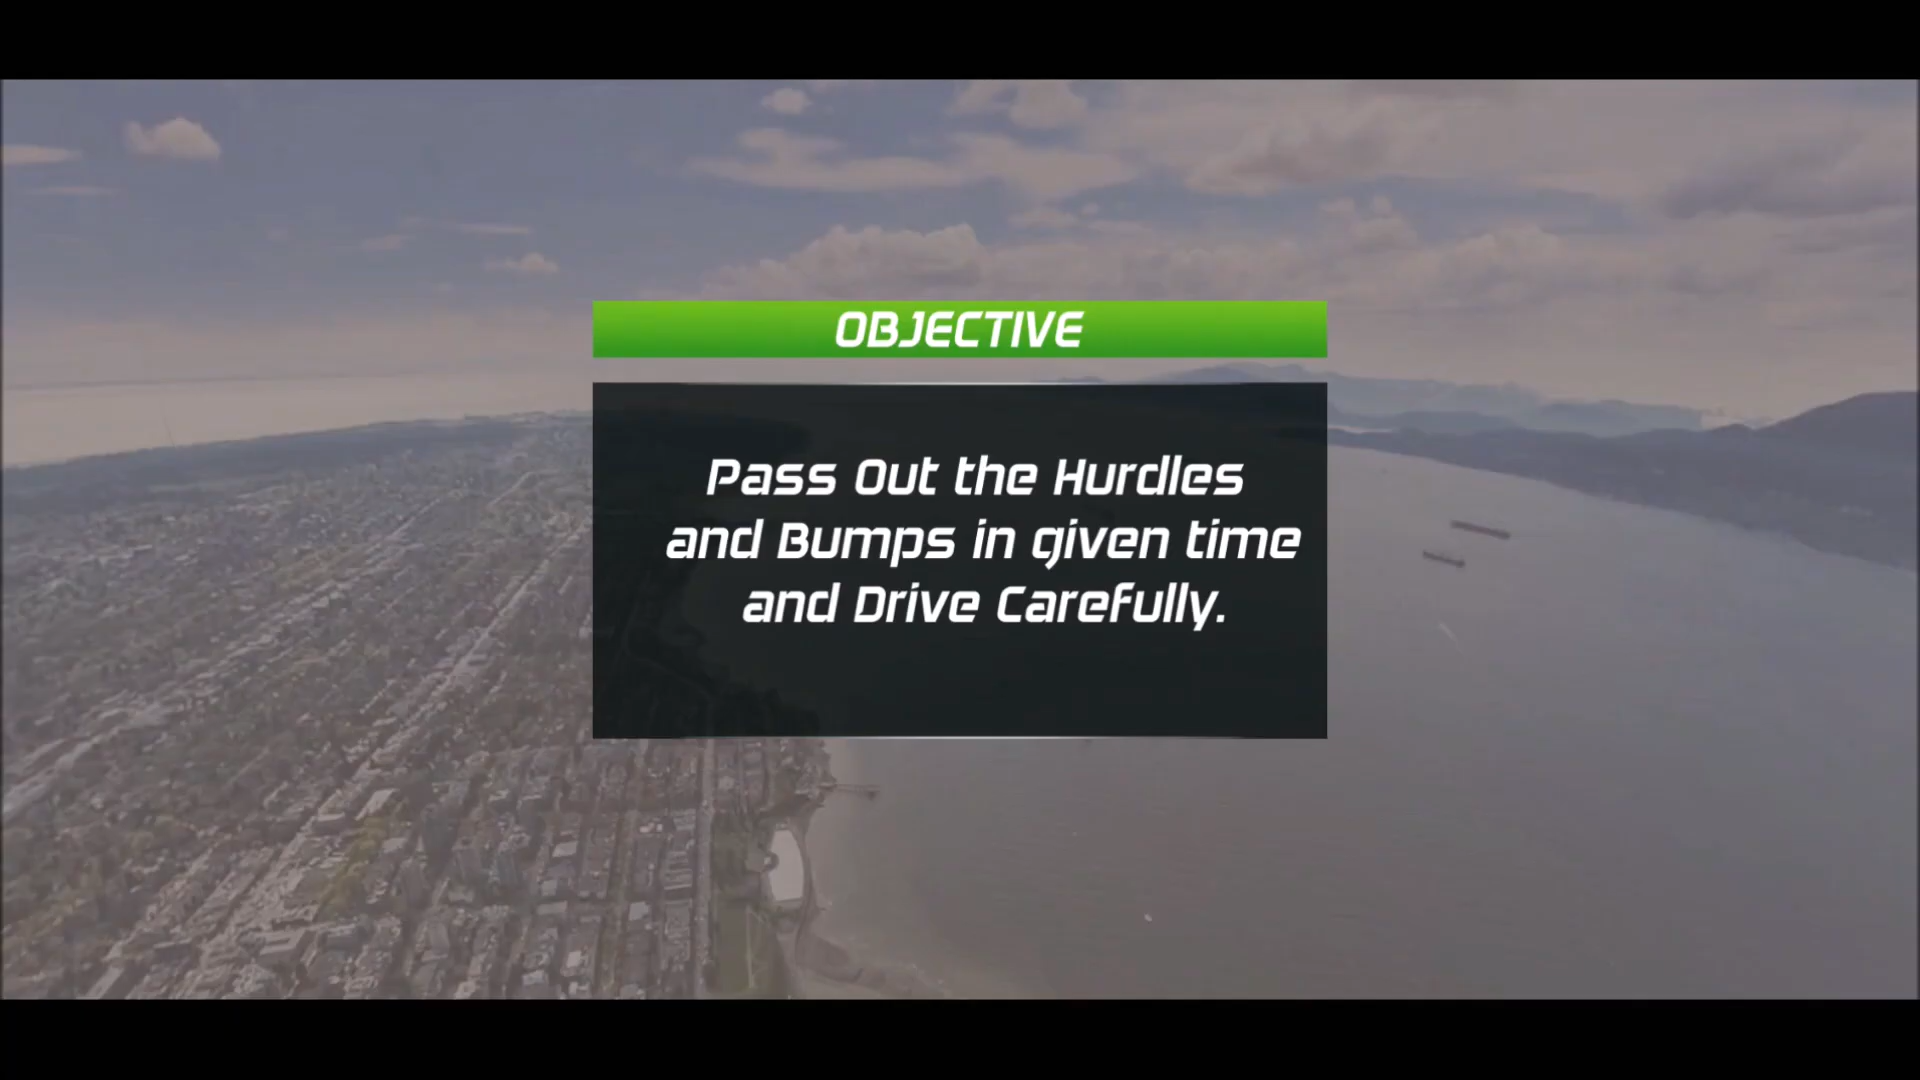 OBJECTIVE
Pass Out the Hurdles
and Bumps in given time
and Drive Carefully.